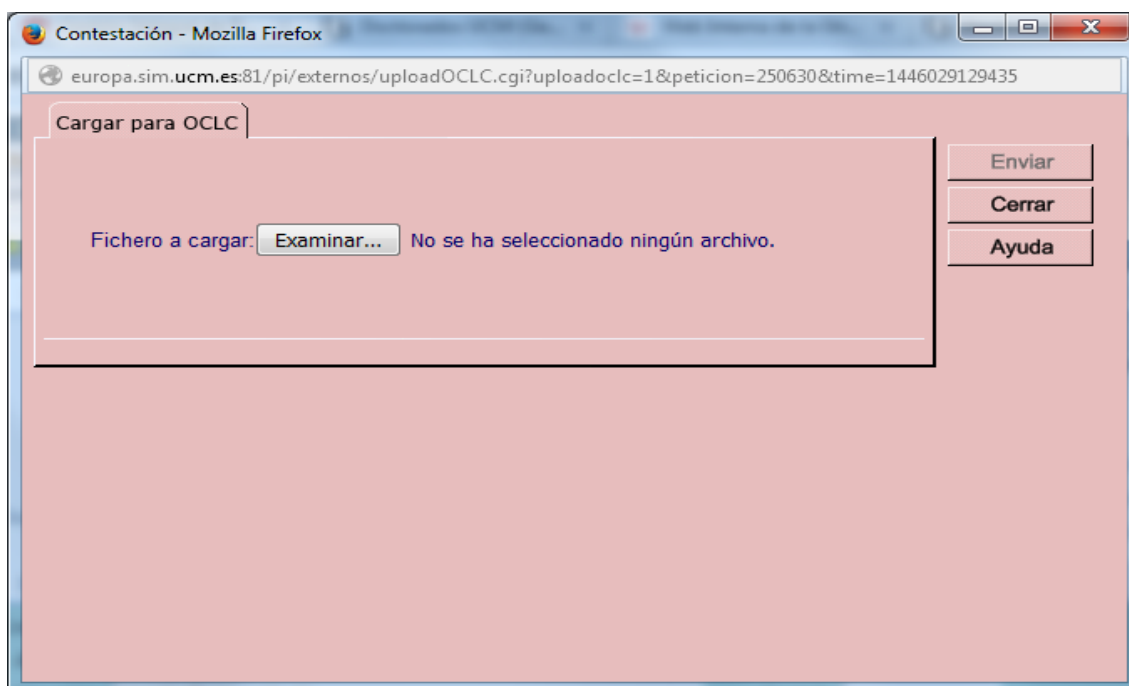 Contestación - Mozilla Firefox
europa.sim.ucm.es:81/pi/externos/uploadOCLC.cgi?uploadoclc=1&peticion=250630&time=1446029129435
Cargar para OCLC
Enviar
Cerrar
Fichero a cargar: Examinar... No se ha seleccionado ningún archivo.
Ayuda